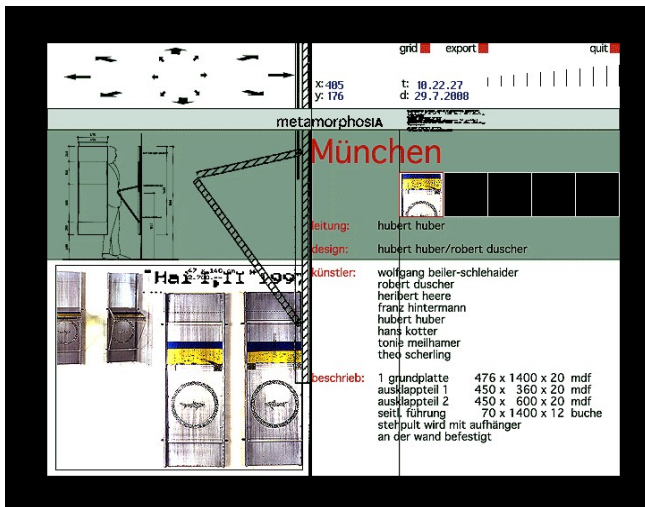 grid export quit
x:405 t: 10.22.27
y:176 d: 29.7.2008
metamorphosIA
München
leitung: hubert huber
design: hubert huber/robert duscher
künstler: wolfgang beiler-schlehaider
robert duscher
heribert heere
franz hintermann
hubert huber
hans kotter
tonie meilhamer
theo scherling
beschrieb: 1 grundplatte 476 x 1400 x 20 mdf
ausklappteil 1 450 x 360 x 20 mdf
ausklappteil 2 450 x 600 x 20 mdf
seitl. führung 70 x 1400 x 12 buche
stehpult wird mit aufhänger
an der wand befestigt